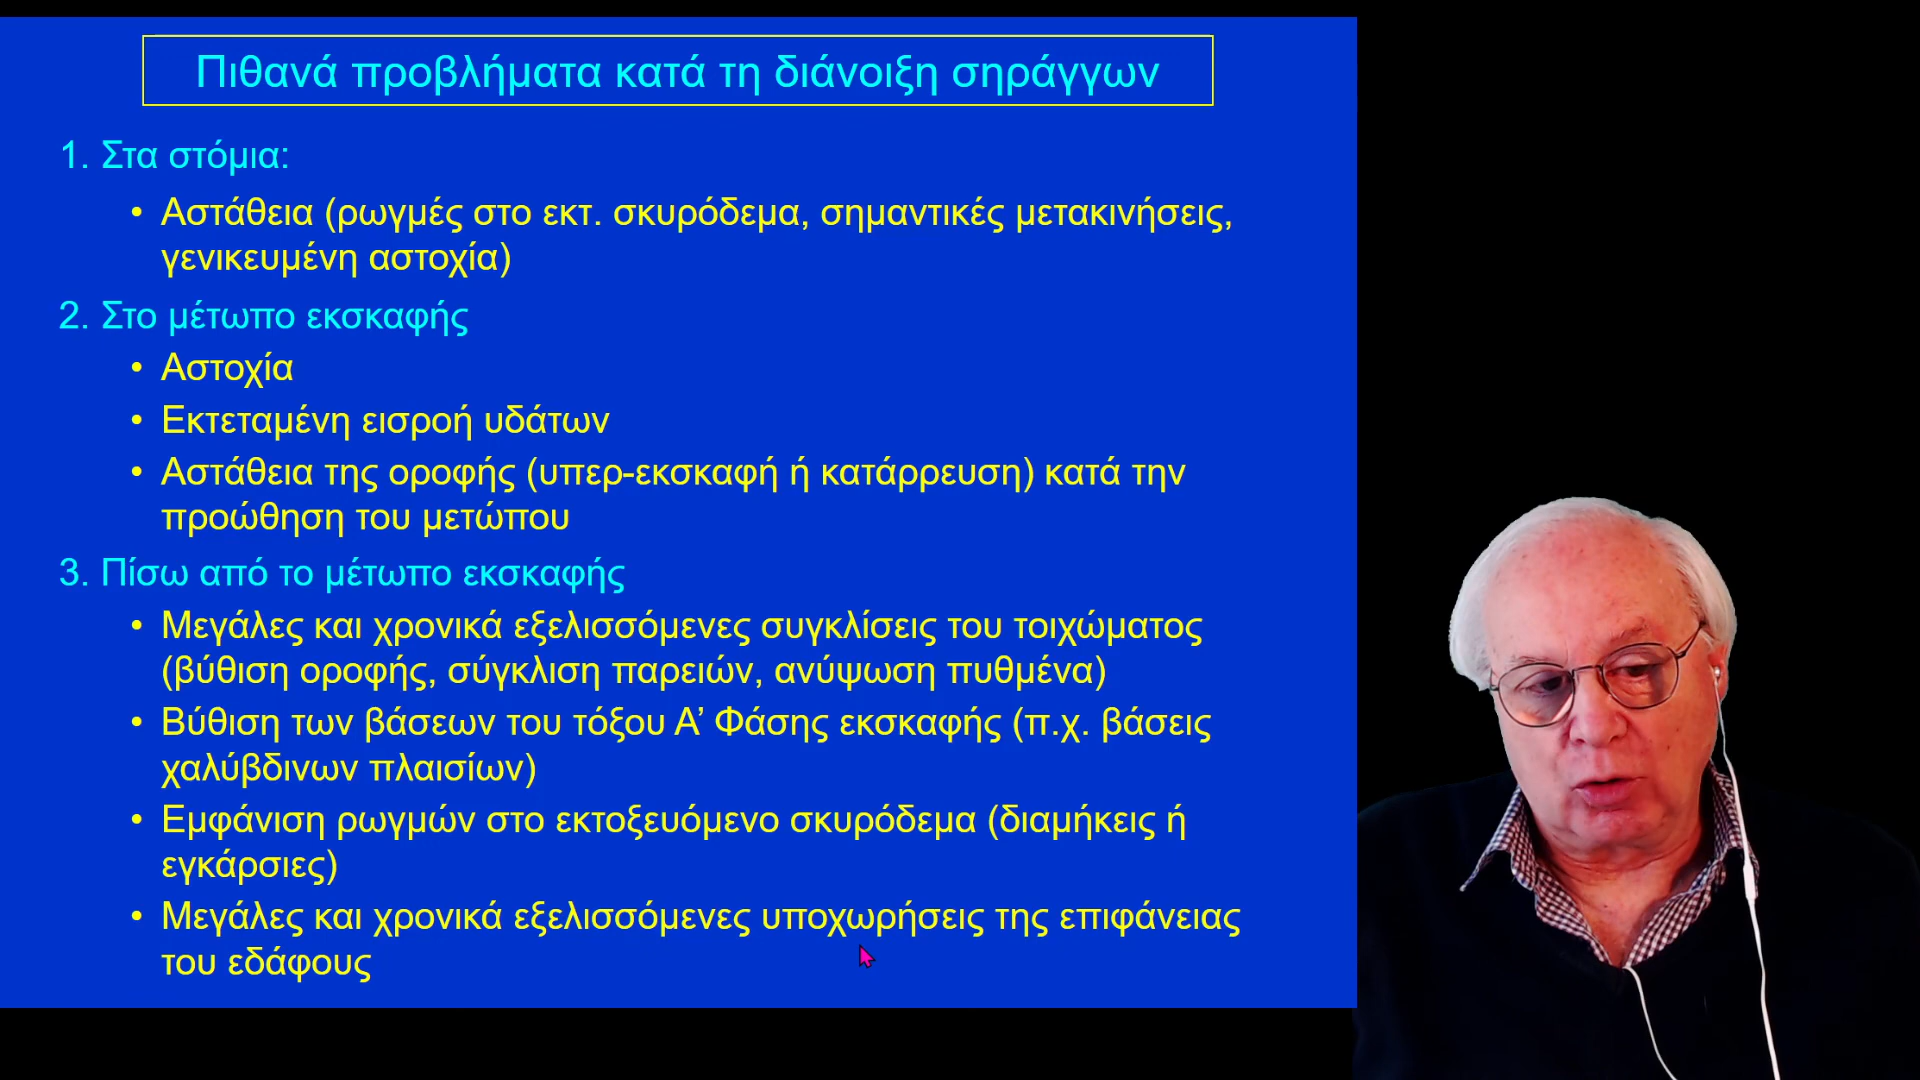 Πιθανά προβλήματα κατά τη διάνοιξη σηράγγων
1. Στα στόμια:
• Αστάθεια (ρωγμές στο εκτ. σκυρόδεμα, σημαντικές μετακινήσεις,
γενικευμένη αστοχία)
2. Στο μέτωπο εκσκαφής
• Αστοχία
• Εκτεταμένη εισροή υδάτων
• Αστάθεια της οροφής (υπερ-εκσκαφή ή κατάρρευση) κατά την
προώθηση του μετώπου
3. Πίσω από το μέτωπο εκσκαφής
• Μεγάλες και χρονικά εξελισσόμενες συγκλίσεις του τοιχώματος
(βύθιση οροφής, σύγκλιση παρειών, ανύψωση πυθμένα)
• Βύθιση των βάσεων του τόξου Α’ Φάσης εκσκαφής (π.χ. βάσεις
χαλύβδινων πλαισίων)
• Εμφάνιση ρωγμών στο εκτοξευόμενο σκυρόδεμα (διαμήκεις ή
εγκάρσιες)
• Μεγάλες και χρονικά εξελισσόμενες υποχωρήσεις της επιφάνειας
του εδάφους